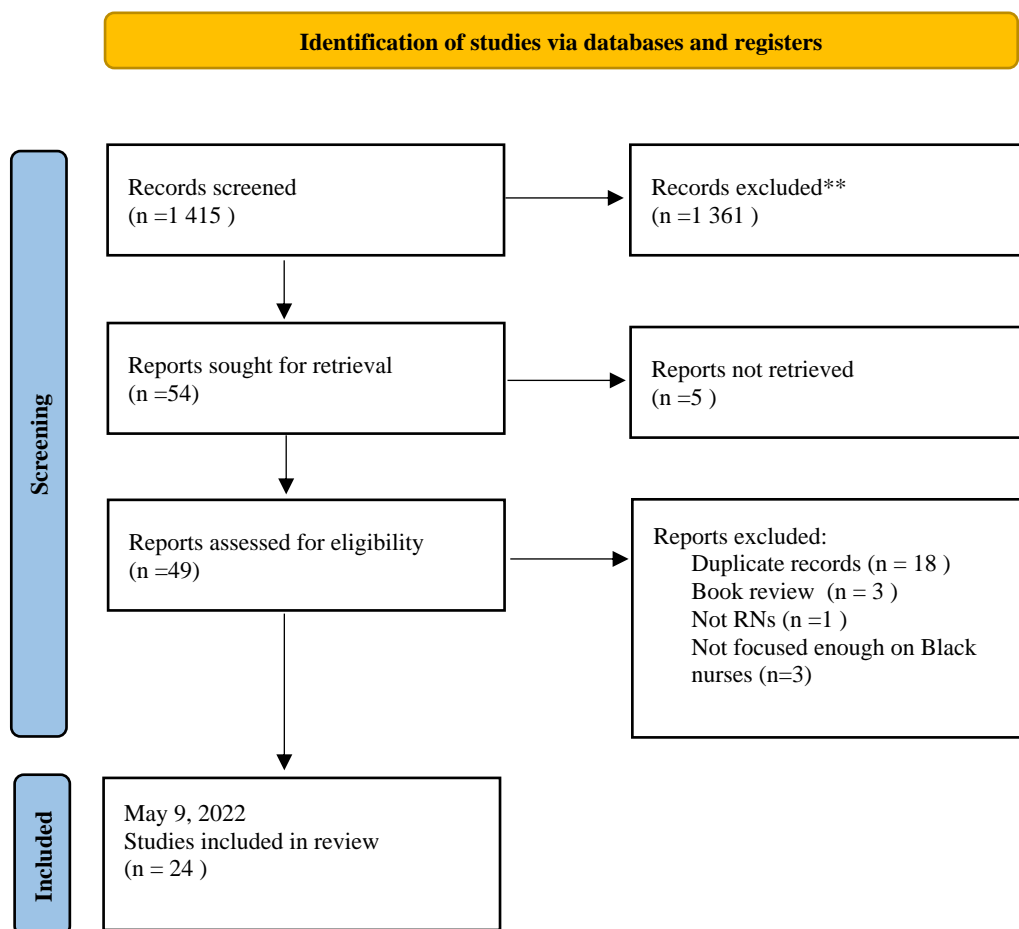 Identification of studies via databases and registers
Screening
Records screened
(n =1 415 )
Records excluded**
(n =1 361 )
Reports sought for retrieval
(n =54)
Reports not retrieved
(n =5 )
Reports assessed for eligibility
(n =49)
Reports excluded:
Duplicate records (n = 18 )
Book review  (n = 3 )
Not RNs (n =1 )
Not focused enough on Black
nurses (n=3)
Included
May 9, 2022
Studies included in review
(n = 24 )